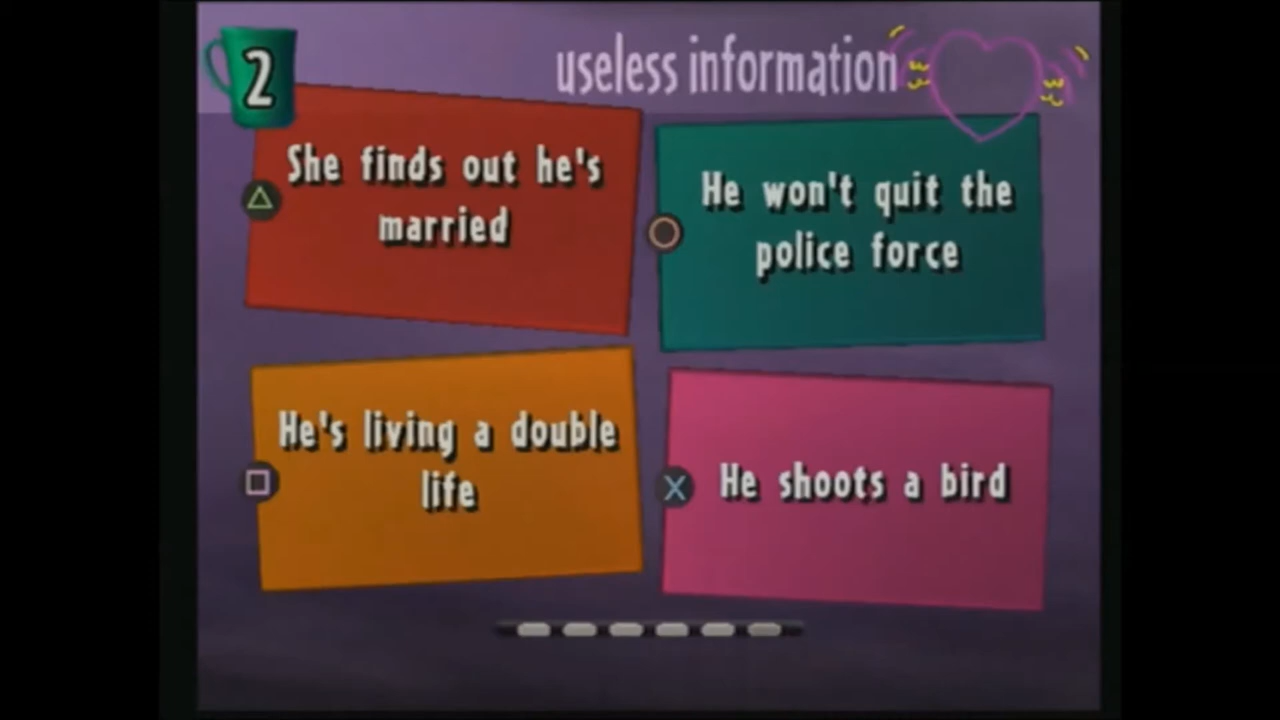 2
useless information
She finds out he's
married
He won't quit the
police force
He's living a double
life
He shoots a bird
X